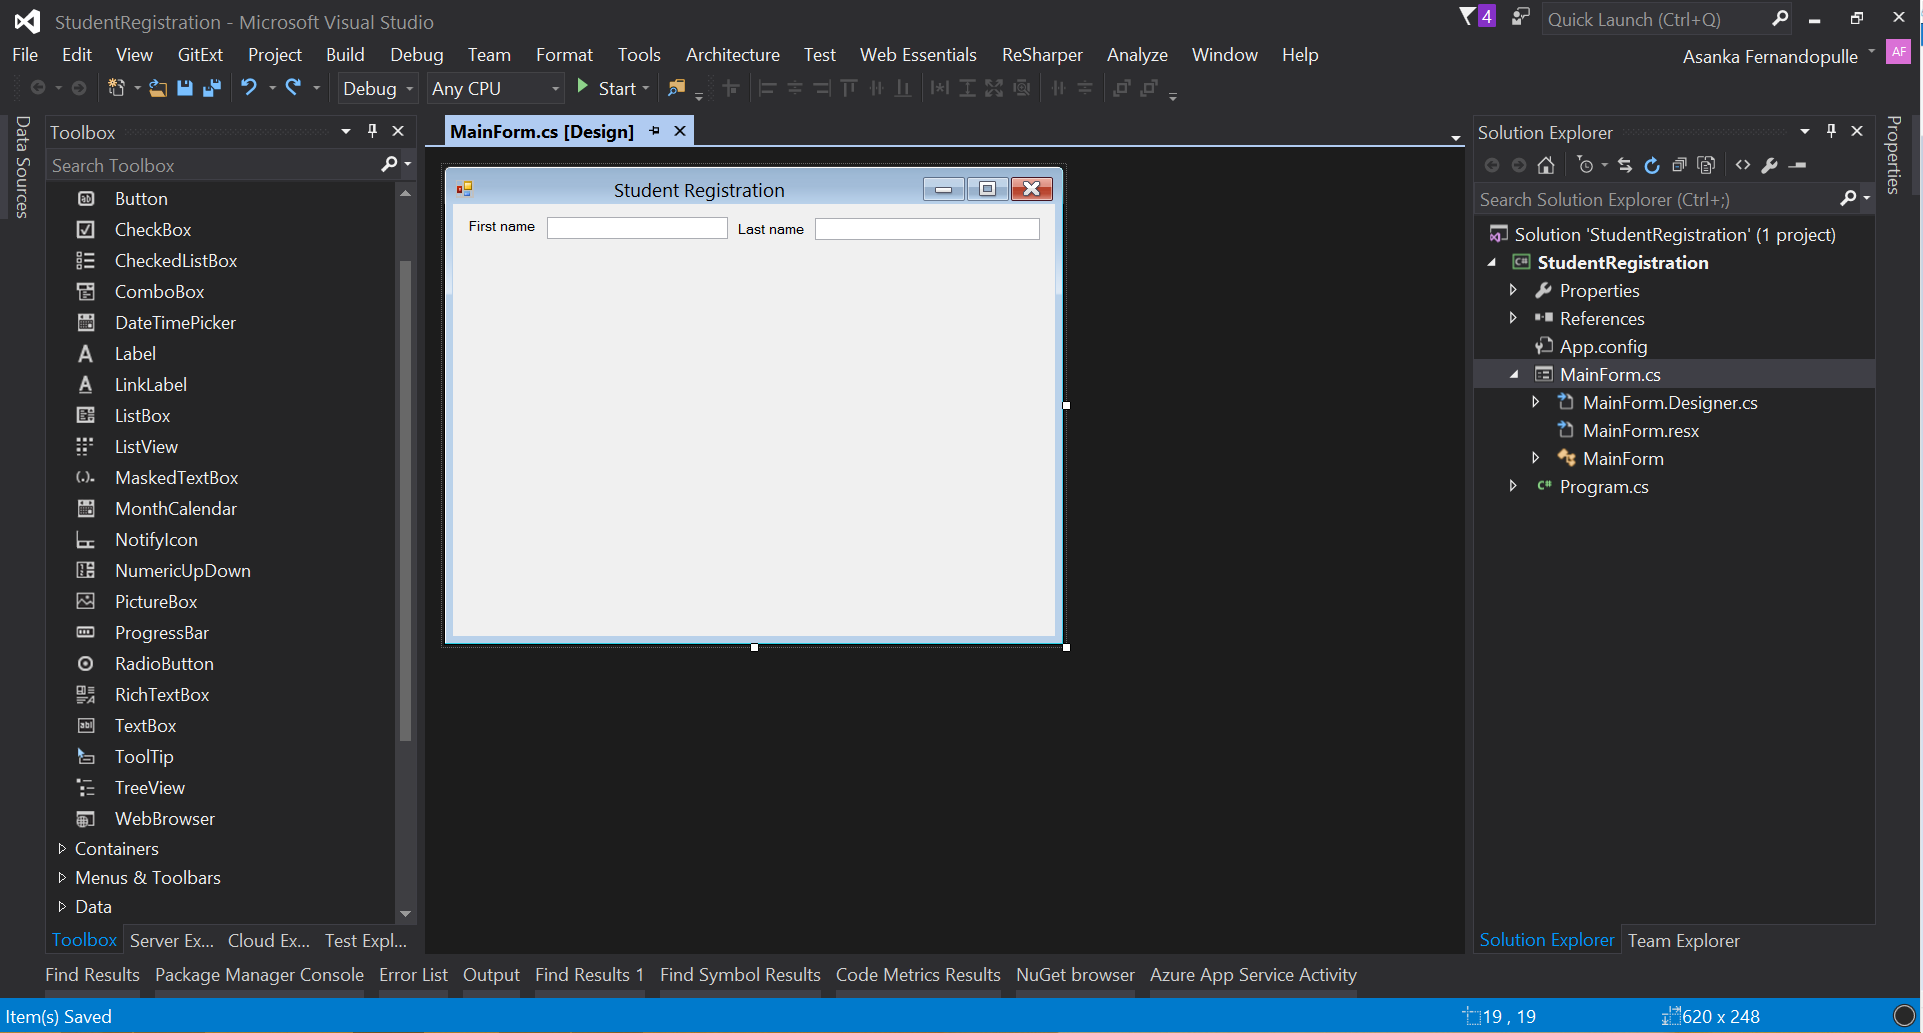 StudentRegistration - Microsoft Visual Studio
4
Quick Launch (Ctrl+Q)
File Edit View GitExt Project Build Debug Team Format Tools Architecture Test Web Essentials ReSharper Analyze Window Help
Asanka Fernandopulle AF
Debug Any CPU Start
Data Sources
Toolbox
Search Toolbox
Button
CheckBox
CheckedListBox
ComboBox
DateTimePicker
Label
LinkLabel
ListBox
ListView
MaskedTextBox
MonthCalendar
NotifyIcon
NumericUpDown
PictureBox
ProgressBar
RadioButton
RichTextBox
TextBox
ToolTip
TreeView
WebBrowser
Containers
Menus & Toolbars
Data
Toolbox Server Ex... Cloud Ex... Test Expl...
MainForm.cs [Design]
Student Registration
First name Last name
Solution Explorer
Search Solution Explorer (Ctrl+;)
Solution 'StudentRegistration' (1 project)
StudentRegistration
Properties
References
App.config
MainForm.cs
MainForm.Designer.cs
MainForm.resx
MainForm
Program.cs
Solution Explorer Team Explorer
Properties
Find Results Package Manager Console Error List Output Find Results 1 Find Symbol Results Code Metrics Results NuGet browser Azure App Service Activity
Item(s) Saved 19 , 19 620 x 248